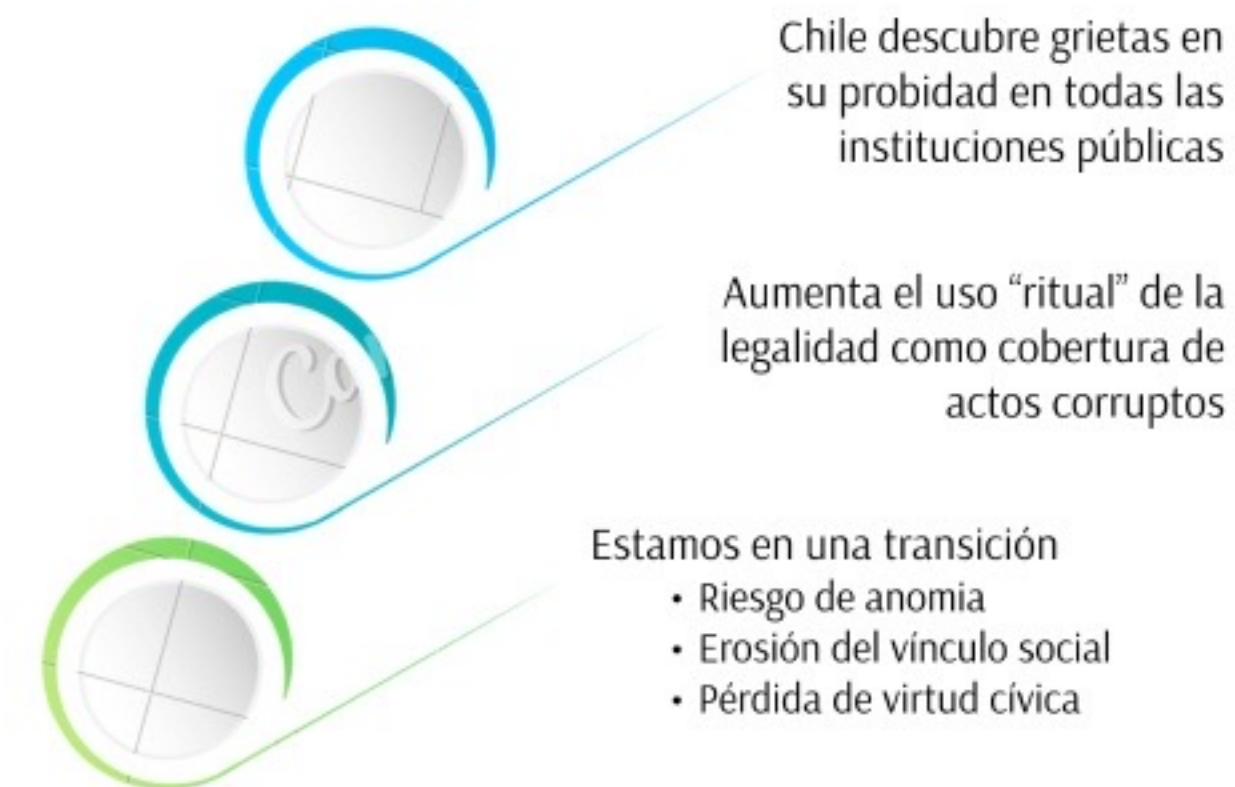 Chile descubre grietas en
su probidad en todas las
instituciones públicas
Aumenta el uso “ritual” de la
legalidad como cobertura de
actos corruptos
Estamos en una transición
• Riesgo de anomia
• Erosión del vínculo social
• Pérdida de virtud cívica